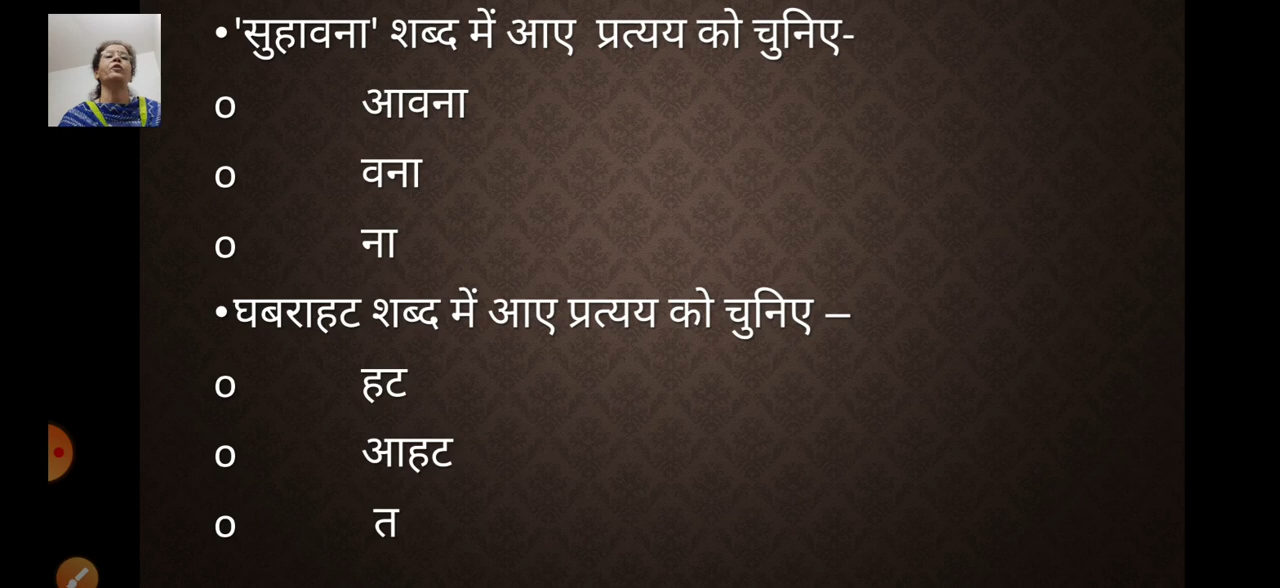 •'सुहावना' शब्द में आए  प्रत्यय को चुनिए-
o आवना
o वना
o ना
•घबराहट शब्द में आए प्रत्यय को चुनिए –
o हट
o आहट
o त